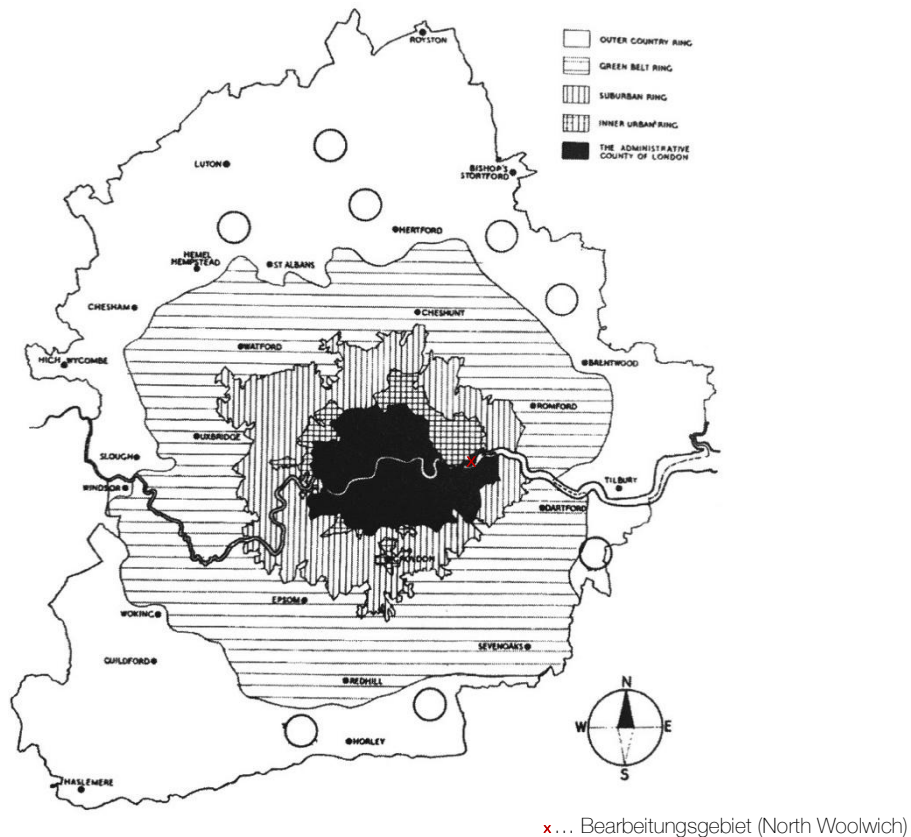 ROYSTON
OUTER COUNTRY RING
GREEN BELT RING
SUBURBAN RING
INNER URBAN RING
THE ADMINISTRATIVE
COUNTY OF LONDON
LUTON
BISHOP'S
STORTFORD
HERTFORD
HEMEL
HEMPSTEAD
ST ALBANS
CHESHAM
CHESHUNT
WATFORD
HIGH WYCOMBE
BRENTWOOD
ROMFORD
UXBRIDGE
SLOUGH
X
WINDSOR
TILBURY
DARTFORD
CROYDON
EPSOM
WOKING
SEVENOAKS
GUILDFORD
REDHILL
N
W E
S
HORLEY
HASLEMERE
x ... Bearbeitungsgebiet (North Woolwich)